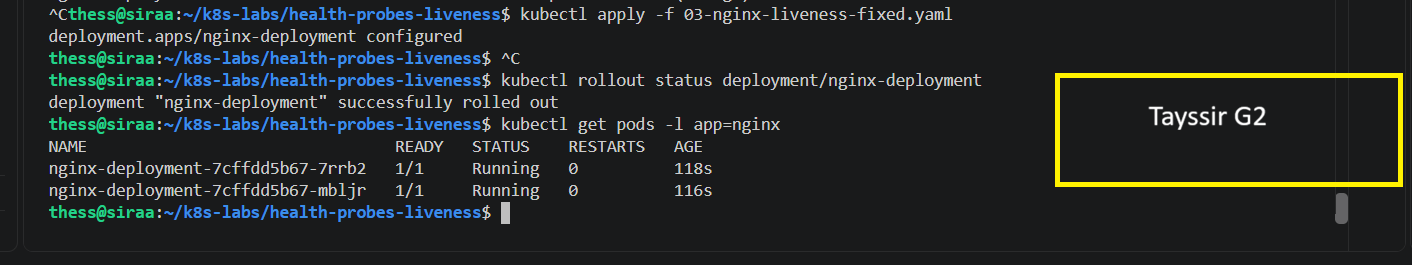 ^Cthess@siraa:~/k8s-labs/health-probes-liveness$ kubectl apply -f 03-nginx-liveness-fixed.yaml
deployment.apps/nginx-deployment configured
thess@siraa:~/k8s-labs/health-probes-liveness$ ^C
thess@siraa:~/k8s-labs/health-probes-liveness$ kubectl rollout status deployment/nginx-deployment
deployment "nginx-deployment" successfully rolled out
thess@siraa:~/k8s-labs/health-probes-liveness$ kubectl get pods -l app=nginx
NAME READY STATUS RESTARTS AGE
nginx-deployment-7cffdd5b67-7rrb2 1/1 Running 0 118s
nginx-deployment-7cffdd5b67-mbljr 1/1 Running 0 116s
thess@siraa:~/k8s-labs/health-probes-liveness$
Tayssir G2